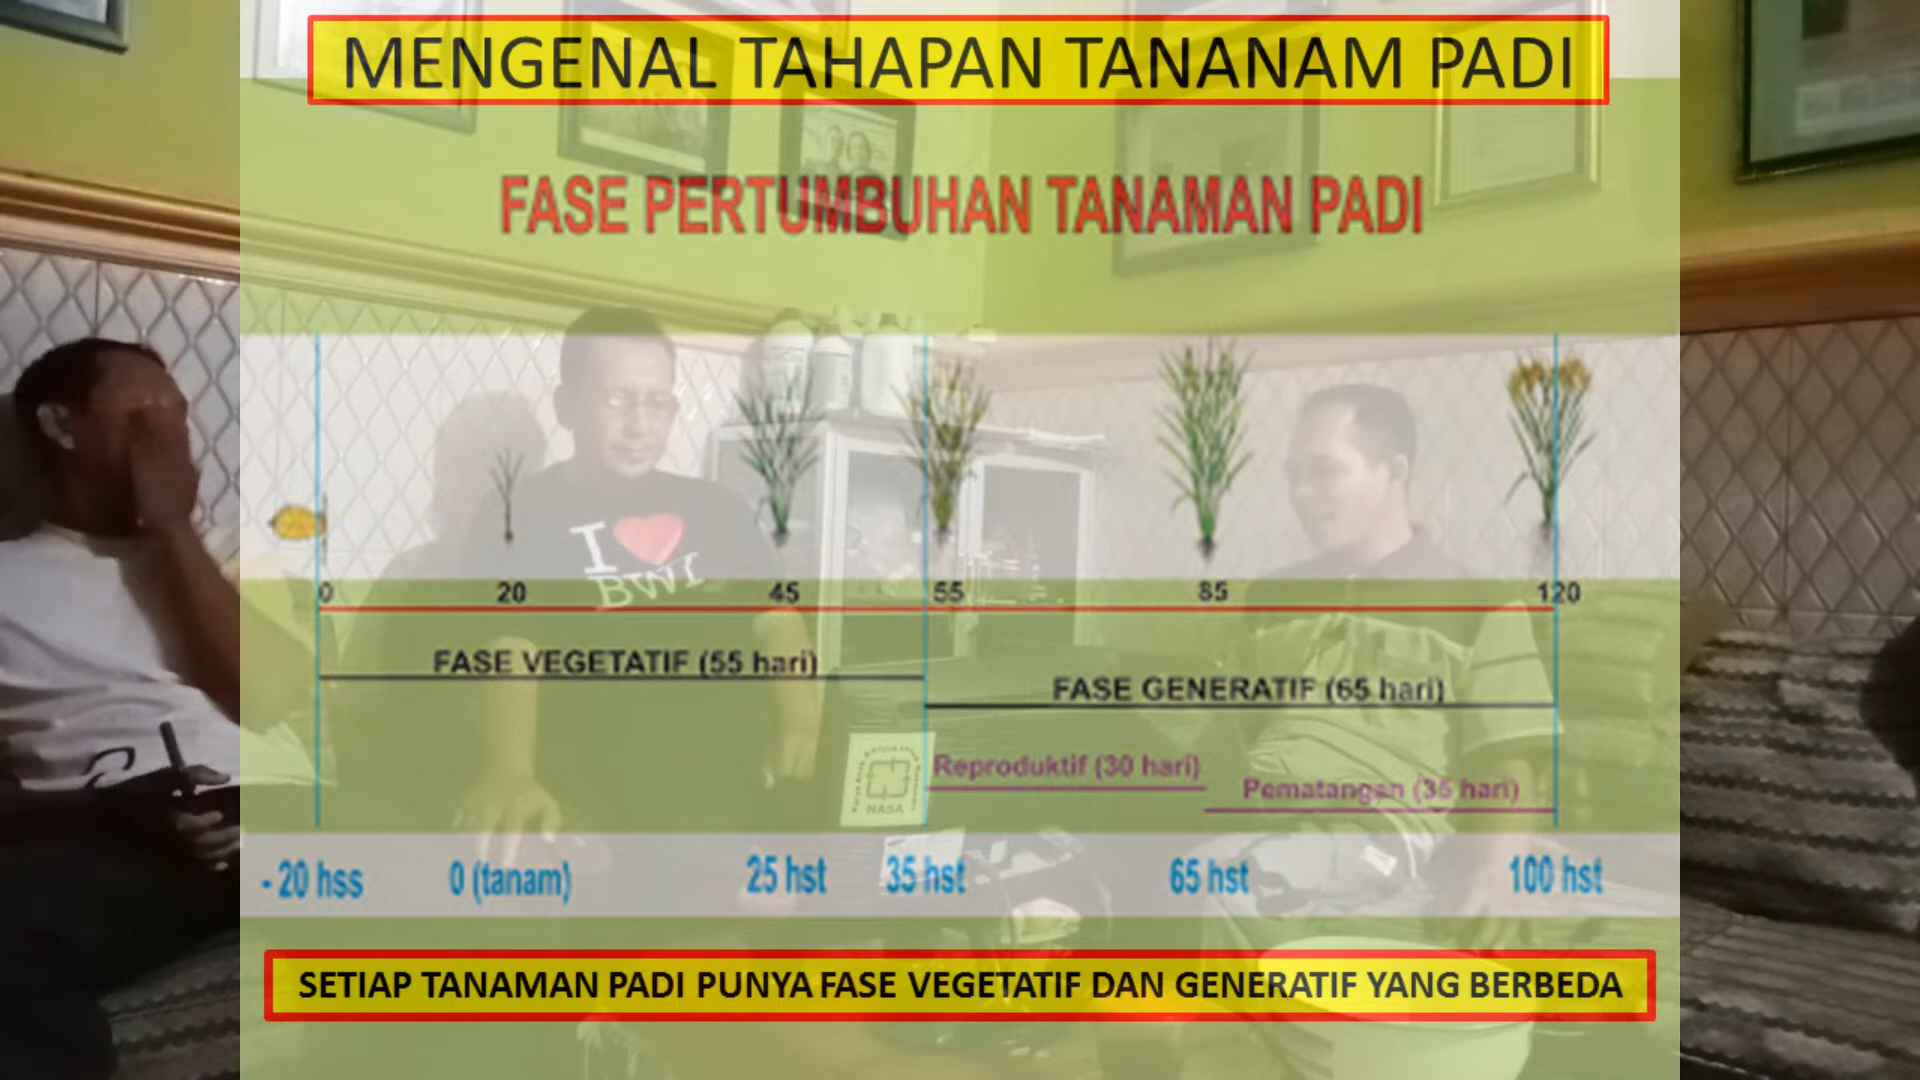 MENGENAL TAHAPAN TANANAM PADI
FASE PERTUMBUHAN TANAMAN PADI
I
BWI
0 20 45 55 85 120
FASE VEGETATIF (55 hari)
FASE GENERATIF (65 hari)
Reproduktif (30 hari)
Pematangan (35 hari)
NASA
- 20 hss 0 (tanam) 25 hst 35 hst 65 hst 100 hst
SETIAP TANAMAN PADI PUNYA FASE VEGETATIF DAN GENERATIF YANG BERBEDA